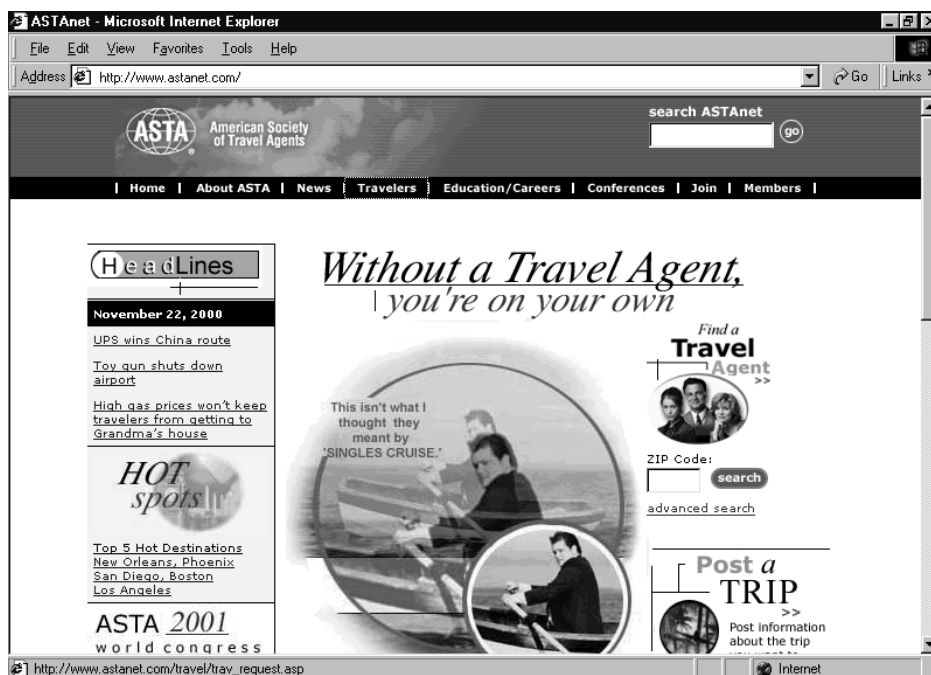 ASTAnet - Microsoft Internet Explorer
File Edit View Favorites Tools Help
Address http://www.astanet.com/ Go Links
ASTA American Society of Travel Agents
search ASTAnet
go
| Home | About ASTA | News | Travelers | Education/Careers | Conferences | Join | Members |
HeadLines
November 22, 2000
UPS wins China route
Toy gun shuts down
airport
High gas prices won't keep
travelers from getting to
Grandma's house
HOT
spots
Top 5 Hot Destinations
New Orleans, Phoenix
San Diego, Boston
Los Angeles
ASTA 2001
world congress
Without a Travel Agent,
you're on your own
This isn't what I
thought they
meant by
'SINGLES CRUISE.'
Find a
Travel
Agent
>>
ZIP Code:
search
advanced search
Post a
TRIP
>>
Post information
about the trip
http://www.astanet.com/travel/trav_request.asp
Internet